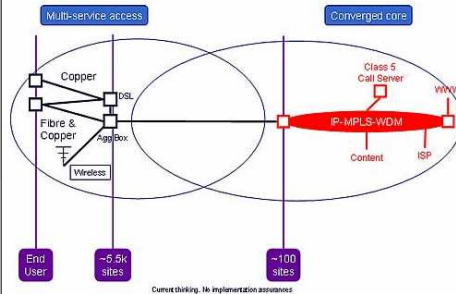 Multi-service access
Converged core
Copper
DSL
Fibre &
Copper
Agg Box
Wireless
Class 5
Call Server
WWW
IP-MPLS-WDM
Content
ISP
End
User
~5.5k
sites
~100
sites
Current thinking. No implementation assurances